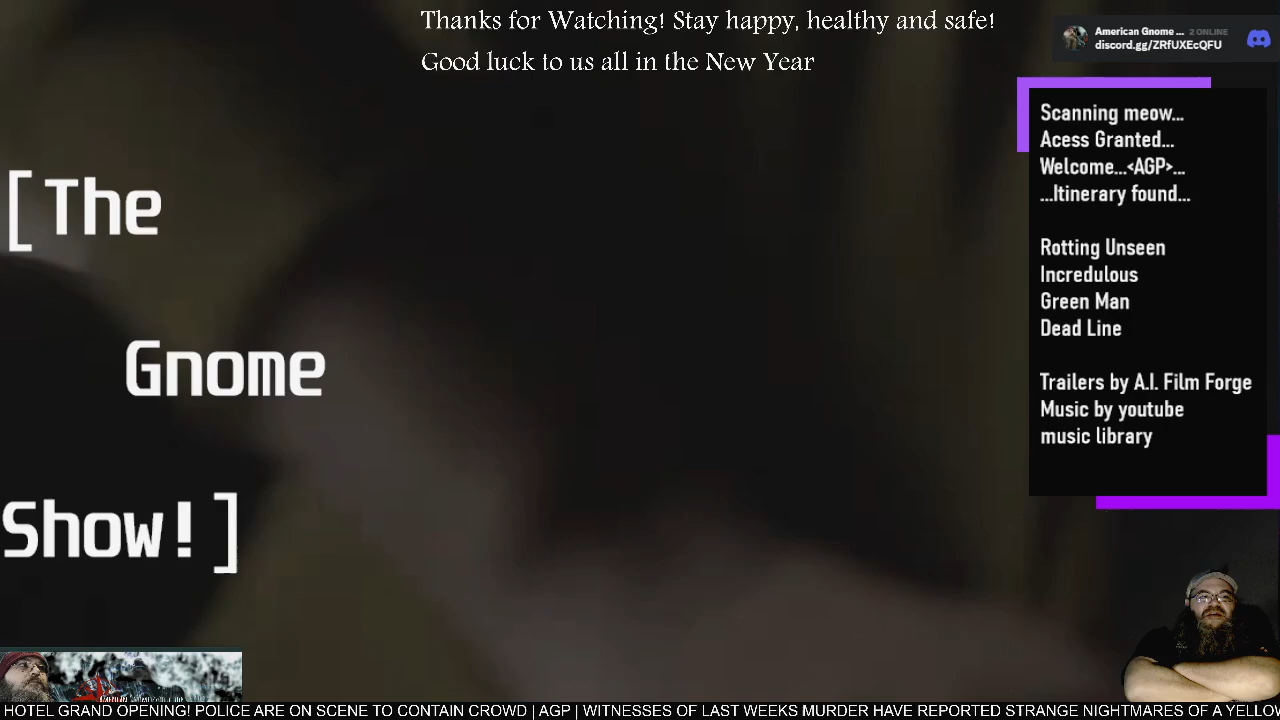 Thanks for Watching! Stay happy, healthy and safe!
Good luck to us all in the New Year
American Gnome ... 2 ONLINE
discord.gg/ZRfUXEcQFU
Scanning meow...
Acess Granted...
Welcome...<AGP>...
...Itinerary found...
Rotting Unseen
Incredulous
Green Man
Dead Line
Trailers by A.I. Film Forge
Music by youtube
music library
[The
Gnome
Show!]
HOTEL GRAND OPENING! POLICE ARE ON SCENE TO CONTAIN CROWD | AGP | WITNESSES OF LAST WEEKS MURDER HAVE REPORTED STRANGE NIGHTMARES OF A YELLOW